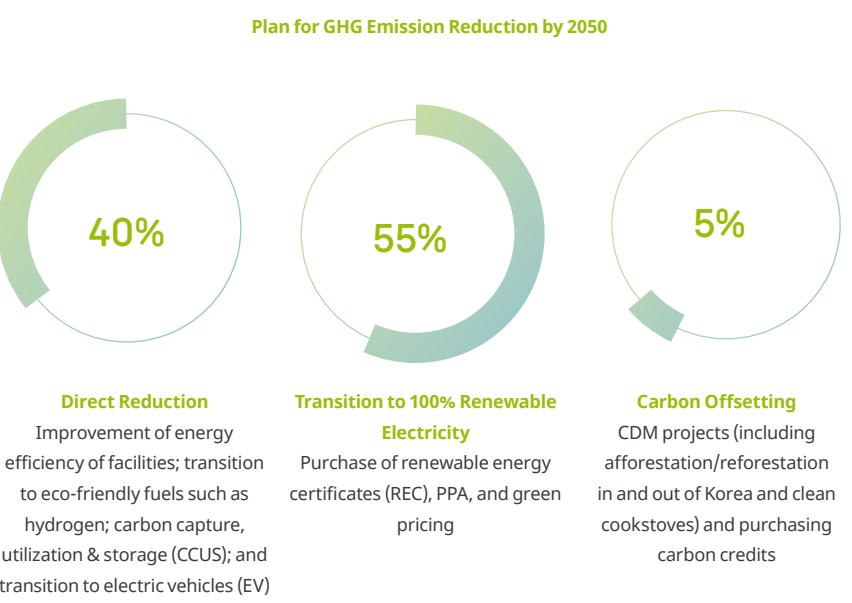 Plan for GHG Emission Reduction by 2050
40%
Direct Reduction
Improvement of energy
efficiency of facilities; transition
to eco-friendly fuels such as
hydrogen; carbon capture,
utilization & storage (CCUS); and
transition to electric vehicles (EV)
55%
Transition to 100% Renewable
Electricity
Purchase of renewable energy
certificates (REC), PPA, and green
pricing
5%
Carbon Offsetting
CDM projects (including
afforestation/reforestation
in and out of Korea and clean
cookstoves) and purchasing
carbon credits